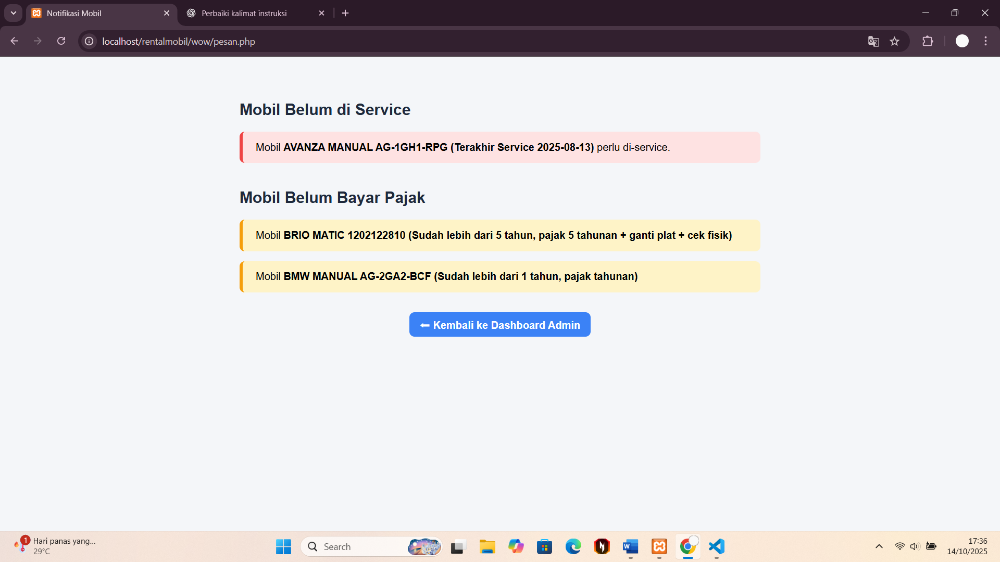 Notifikasi Mobil
Perbaiki kalimat instruksi
localhost/rentalmobil/wow/pesan.php
Mobil Belum di Service
Mobil AVANZA MANUAL AG-1GH1-RPG (Terakhir Service 2025-08-13) perlu di-service.
Mobil Belum Bayar Pajak
Mobil BRIO MATIC 1202122810 (Sudah lebih dari 5 tahun, pajak 5 tahunan + ganti plat + cek fisik)
Mobil BMW MANUAL AG-2GA2-BCF (Sudah lebih dari 1 tahun, pajak tahunan)
⬅ Kembali ke Dashboard Admin
1
Hari panas yang...
29°C
Search
17:36
14/10/2025